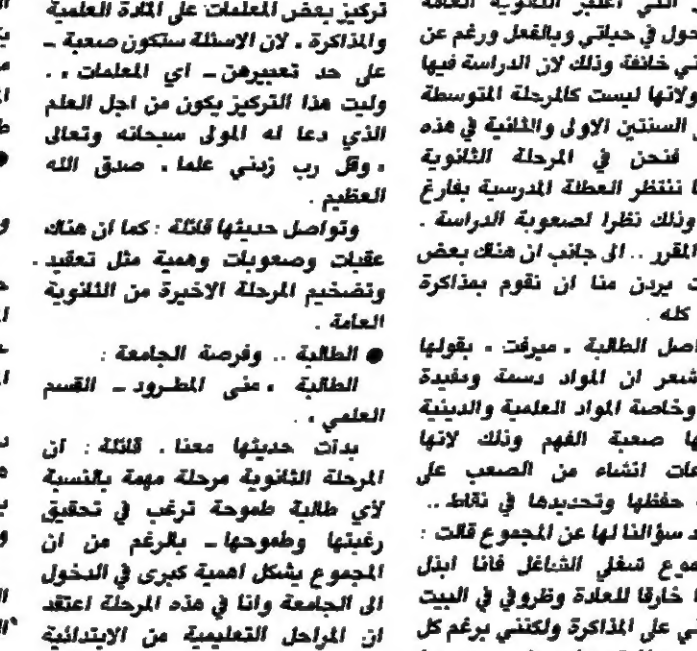 التي اعتبر الثانوية العامة
حول في حياتي وبالفعل ورغم عن
ني خائفة وذلك لان الدراسة فيها
ولانها ليست كالمرحلة المتوسطة
السنتين الاولى والثانية في هذه
فنحن في المرحلة الثانوية
ا ننتظر العطلة المدرسية بفارغ
وذلك نظرا لصعوبة الدراسة .
المقرر .. الى جانب ان هناك بعض
ت يردن منا ان نقوم بمذاكرة
كله .
اصل الطالبة . ميرفت . بقولها
شعر ان المواد دسمة ومفيدة
وخاصة المواد العلمية والدينية
ها صعبة الفهم وذلك لانها
عات انشاء من الصعب على
حفظها وتحديدها في نقاط ..
د سؤالنا لها عن المجموع قالت :
موع شغلي الشاغل فانا ابذل
ا خارقا للعادة وظروفي في البيت
ني على المذاكرة ولكنني برغم كل
تركيز بعض المعلمات على المادة العلمية
والمذاكرة . لان الاسئلة ستكون صعبة ـ
على حد تعبيرهن ـ اي المعلمات . .
وليت هذا التركيز يكون من اجل العلم
الذي دعا له المولى سبحانه وتعالى
. وقل رب زدني علما . صدق الله
العظيم .
وتواصل حديثها قائلة : كما ان هناك
عقبات وصعوبات وهمية مثل تعقيد .
وتضخيم المرحلة الاخيرة من الثانوية
العامة .
● الطالبة .. وفرصة الجامعة :
الطالبة . منى المطـرود ـ القسم
العلمي . .
بدات حديثها معنا . قائلة : ان
المرحلة الثانوية مرحلة مهمة بالنسبة
لاي طالبة طموحة ترغب في تحقيق
رغبتها وطموحها ـ بالرغم من ان
المجموع يشكل اهمية كبرى في الدخول
الى الجامعة وانا في هذه المرحلة اعتقد
ان المراحل التعليمية من الابتدائية